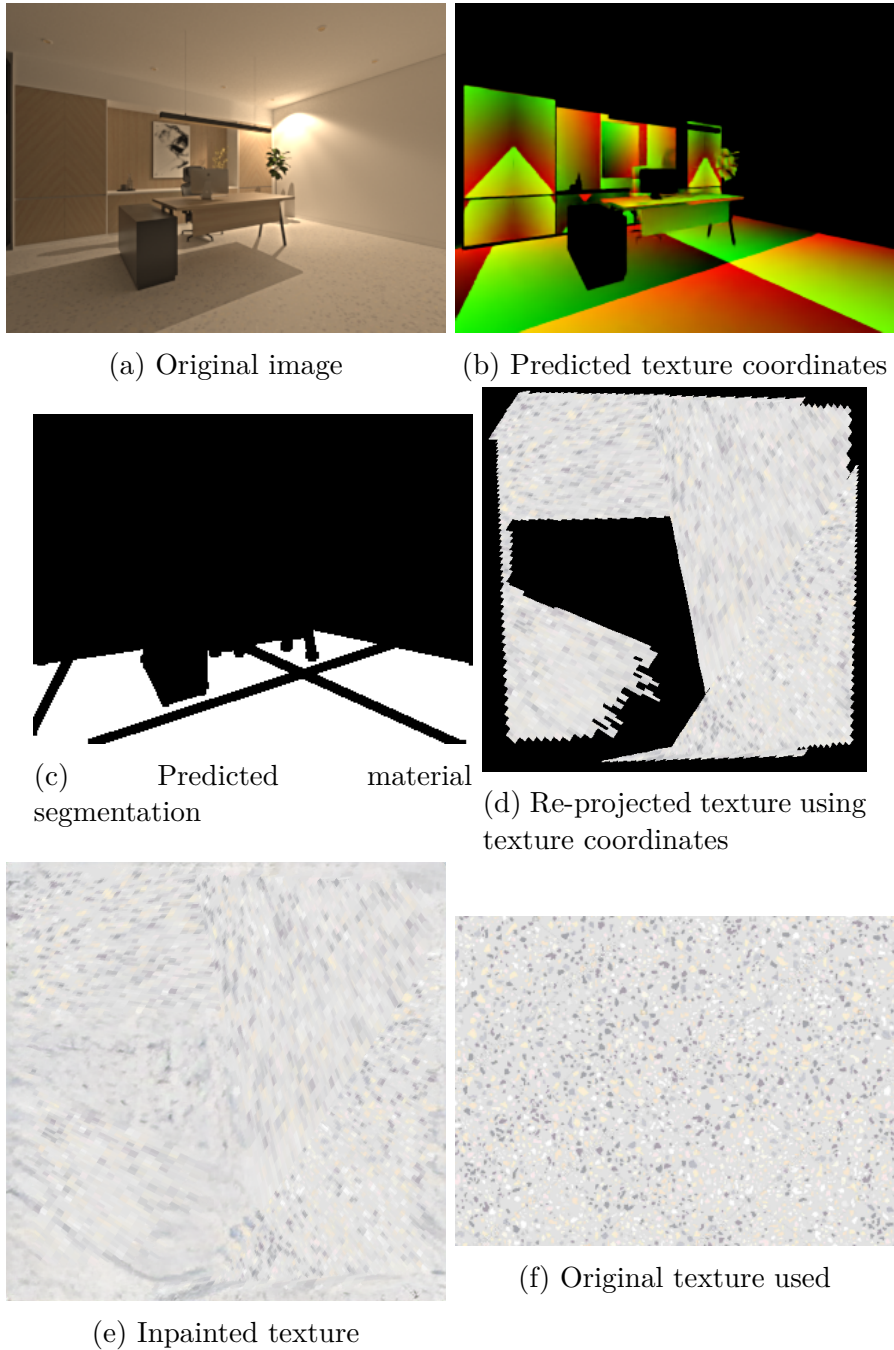 (a) Original image
(b) Predicted texture coordinates
(c) Predicted material
segmentation
(d) Re-projected texture using
texture coordinates
(e) Inpainted texture
(f) Original texture used